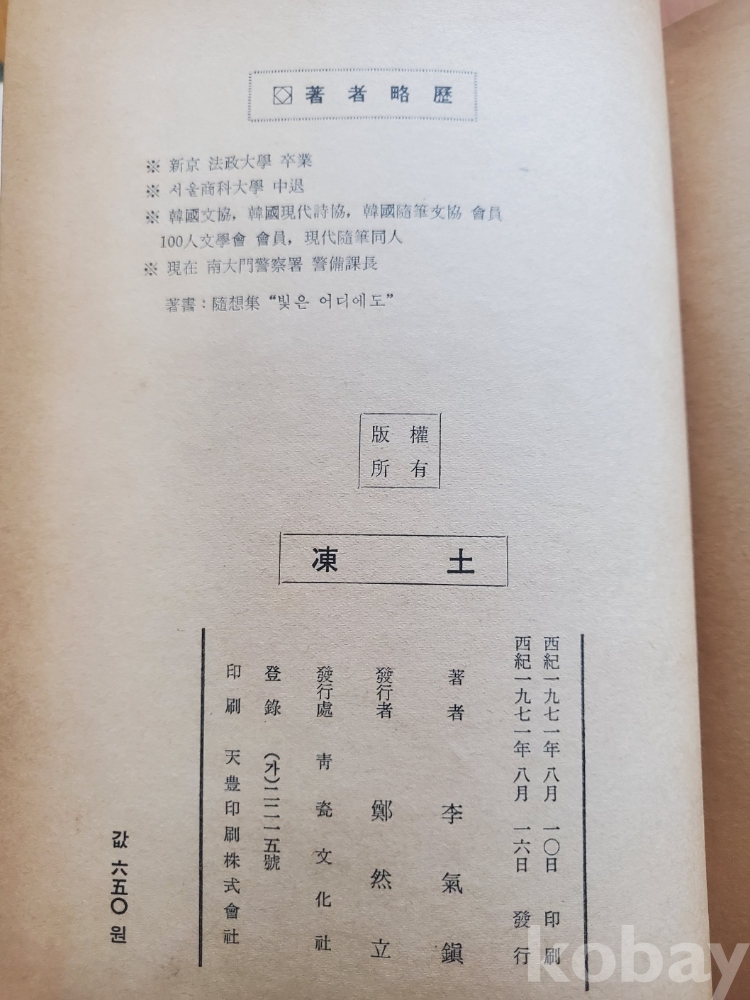 著者略歷
※ 新京 法政大學 卒業
※ 서울商科大學 中退
※ 韓國文協, 韓國現代詩協, 韓國隨筆文協 會員
100人文學會 會員, 現代隨筆同人
※ 現在 南大門警察署 警備課長
著書 : 隨想集 “빛은 어디에도”
版權
所有
凍土
西紀一九七一年 八月 一〇日 印刷
西紀一九七一年 八月 一六日 發行
著者 李氣鎭
發行者 鄭然立
發行處 靑瓷文化社
登錄 (가)二二一五號
印刷 天豊印刷株式會社
값 六五〇원
kobay